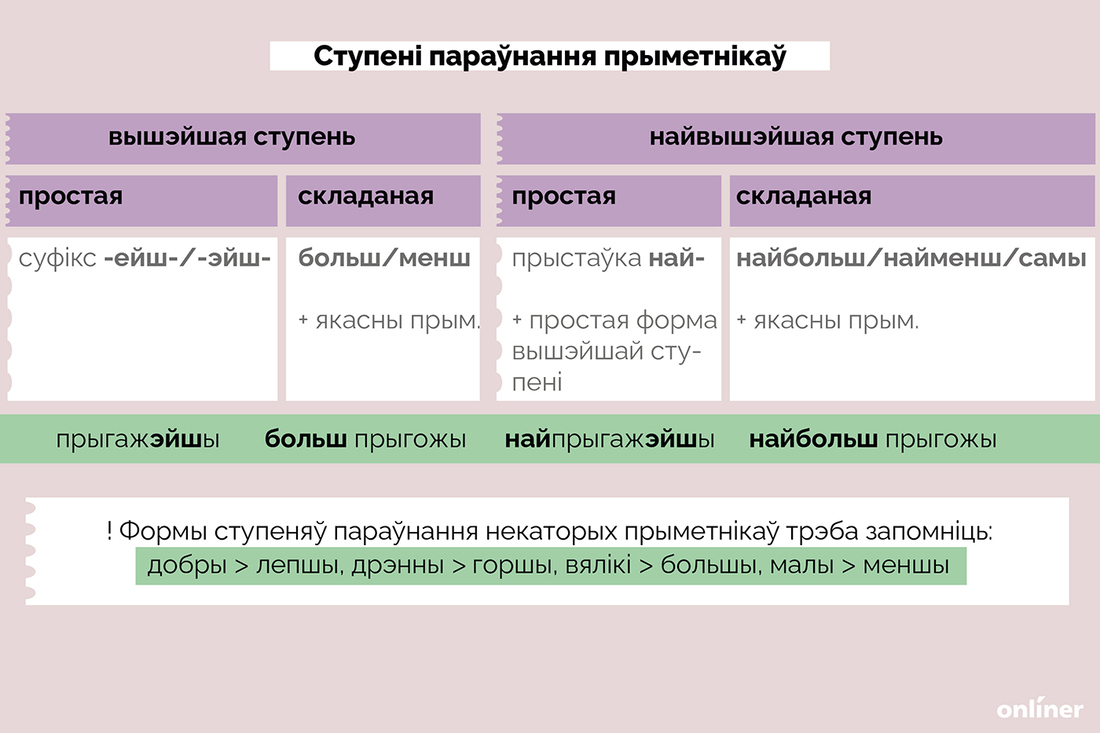 Ступені параўнання прыметнікаў
вышэйшая ступень
найвышэйшая ступень
простая
складаная
простая
складаная
суфікс -ейш-/-эйш-
больш/менш
+ якасны прым.
прыстаўка най-
+ простая форма
вышэйшай сту-
пені
найбольш/найменш/самы
+ якасны прым.
прыгажэйшы
больш прыгожы
найпрыгажэйшы
найбольш прыгожы
! Формы ступеняў параўнання некаторых прыметнікаў трэба запомніць:
добры > лепшы, дрэнны > горшы, вялікі > большы, малы > меншы
onlíner